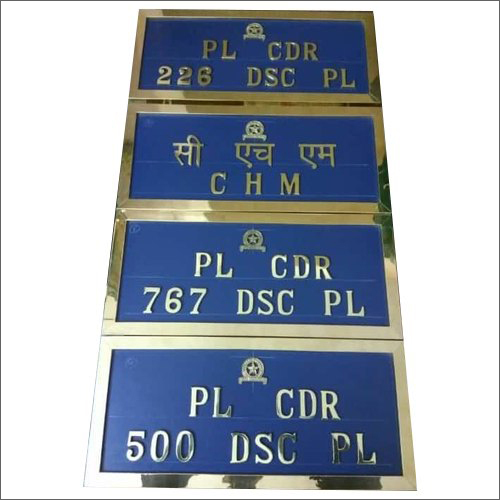 PL CDR
226 DSC PL
सी एच एम
C H M
PL CDR
767 DSC PL
PL CDR
500 DSC PL